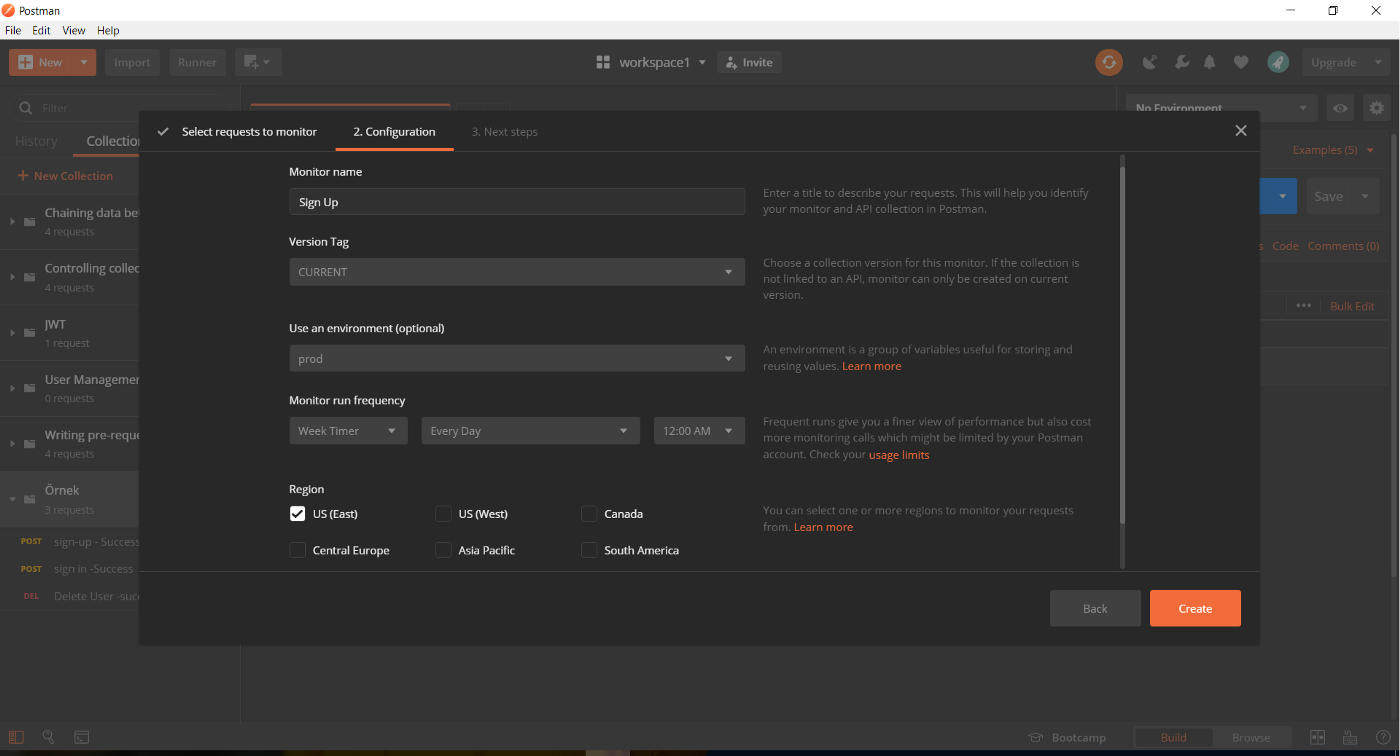 Postman
File Edit View Help
New Import Runner workspace1 Invite Upgrade
Filter No Environment
History
Select requests to monitor 2. Configuration 3. Next steps
Examples (5)
+ New Collection
Save
Code Comments (0)
Bulk Edit
Chaining data
4 requests
Controlling
4 requests
JWT
1 request
User
0 requests
Writing
4 requests
Örnek
3 requests
POST sign-up - Success
POST sign in -Success
DEL Delete User
Monitor name
Sign Up
Enter a title to describe your requests. This will help you identify
your monitor and API collection in Postman.
Version Tag
CURRENT
Choose a collection version for this monitor. If the collection is
not linked to an API, monitor can only be created on current
version.
Use an environment (optional)
prod
An environment is a group of variables useful for storing and
reusing values. Learn more
Monitor run frequency
Week Timer Every Day 12:00 AM
Frequent runs give you a finer view of performance but also cost
more monitoring calls which might be limited by your Postman
account. Check your usage limits
Region
US (East) US (West) Canada
Central Europe Asia Pacific South America
You can select one or more regions to monitor your requests
from. Learn more
Back Create
Bootcamp Build Browse